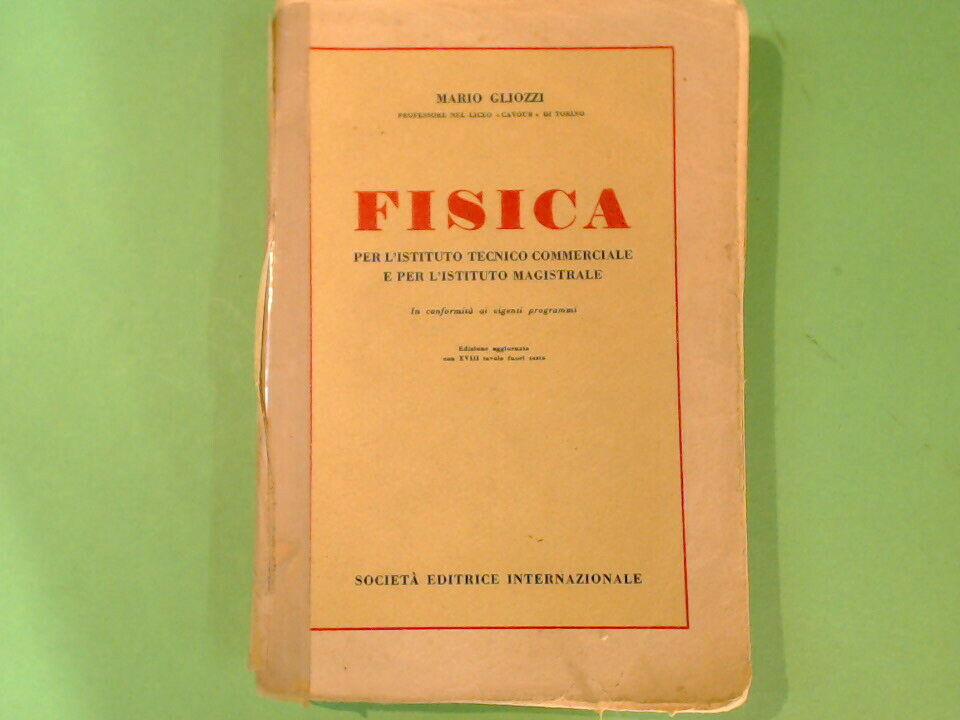 MARIO GLIOZZI
PROFESSORE NEL LICEO «CAVOUR» DI TORINO
FISICA
PER L'ISTITUTO TECNICO COMMERCIALE
E PER L'ISTITUTO MAGISTRALE
In conformità ai vigenti programmi
Edizione aggiornata
con XVIII tavole fuori testo
SOCIETÀ EDITRICE INTERNAZIONALE